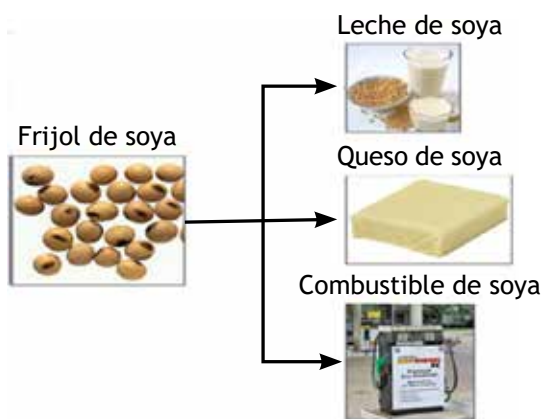 Leche de soya
Frijol de soya
Queso de soya
Combustible de soya